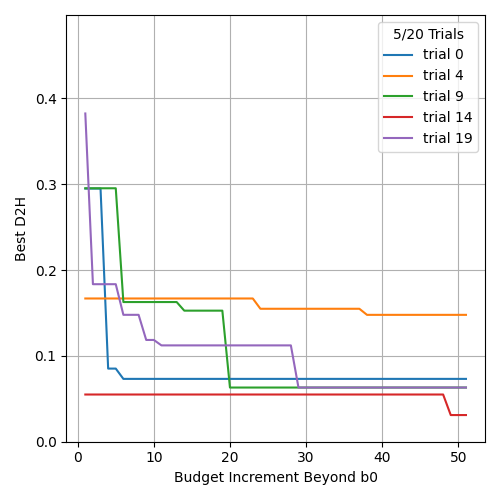 5/20 Trials
trial 0
trial 4
trial 9
trial 14
trial 19
Best D2H
0.4
0.3
0.2
0.1
0.0
0 10 20 30 40 50
Budget Increment Beyond b0